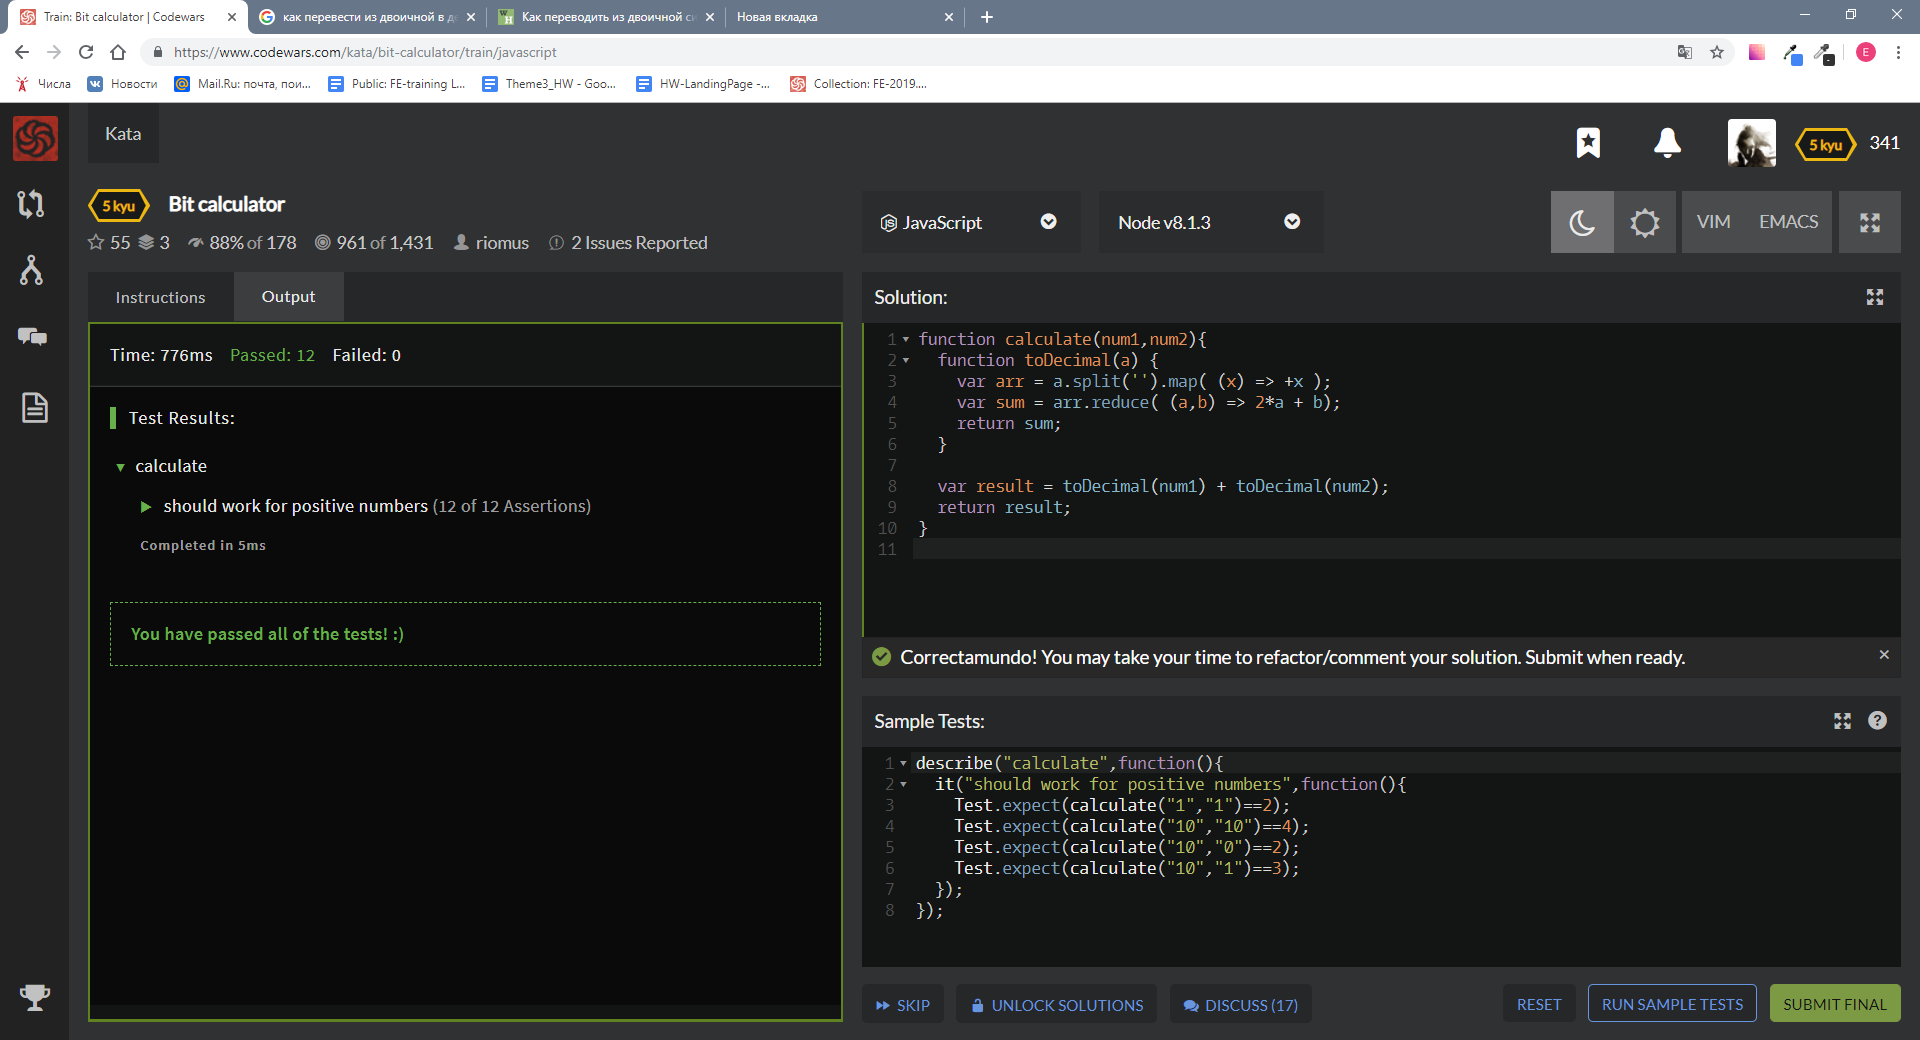 Train: Bit calculator | Codewars
как перевести из двоичной в д
Как переводить из двоичной си
Новая вкладка
https://www.codewars.com/kata/bit-calculator/train/javascript
E
Числа
Новости
Mail.Ru: почта, пои...
Public: FE-training L...
Theme3_HW - Goo...
HW-LandingPage -...
Collection: FE-2019....
Kata
5 kyu
341
5 kyu
Bit calculator
55
3
88% of 178
961 of 1,431
riomus
2 Issues Reported
JavaScript
Node v8.1.3
VIM
EMACS
Instructions
Output
Time: 776ms Passed: 12 Failed: 0
Test Results:
calculate
should work for positive numbers (12 of 12 Assertions)
Completed in 5ms
You have passed all of the tests! :)
Solution:
1 function calculate(num1,num2){
2 function toDecimal(a) {
3 var arr = a.split('').map( (x) => +x );
4 var sum = arr.reduce( (a,b) => 2*a + b);
5 return sum;
6 }
7
8 var result = toDecimal(num1) + toDecimal(num2);
9 return result;
10 }
11
Correctamundo! You may take your time to refactor/comment your solution. Submit when ready.
Sample Tests:
1 describe("calculate",function(){
2 it("should work for positive numbers",function(){
3 Test.expect(calculate("1","1")==2);
4 Test.expect(calculate("10","10")==4);
5 Test.expect(calculate("10","0")==2);
6 Test.expect(calculate("10","1")==3);
7 });
8 });
SKIP
UNLOCK SOLUTIONS
DISCUSS (17)
RESET
RUN SAMPLE TESTS
SUBMIT FINAL